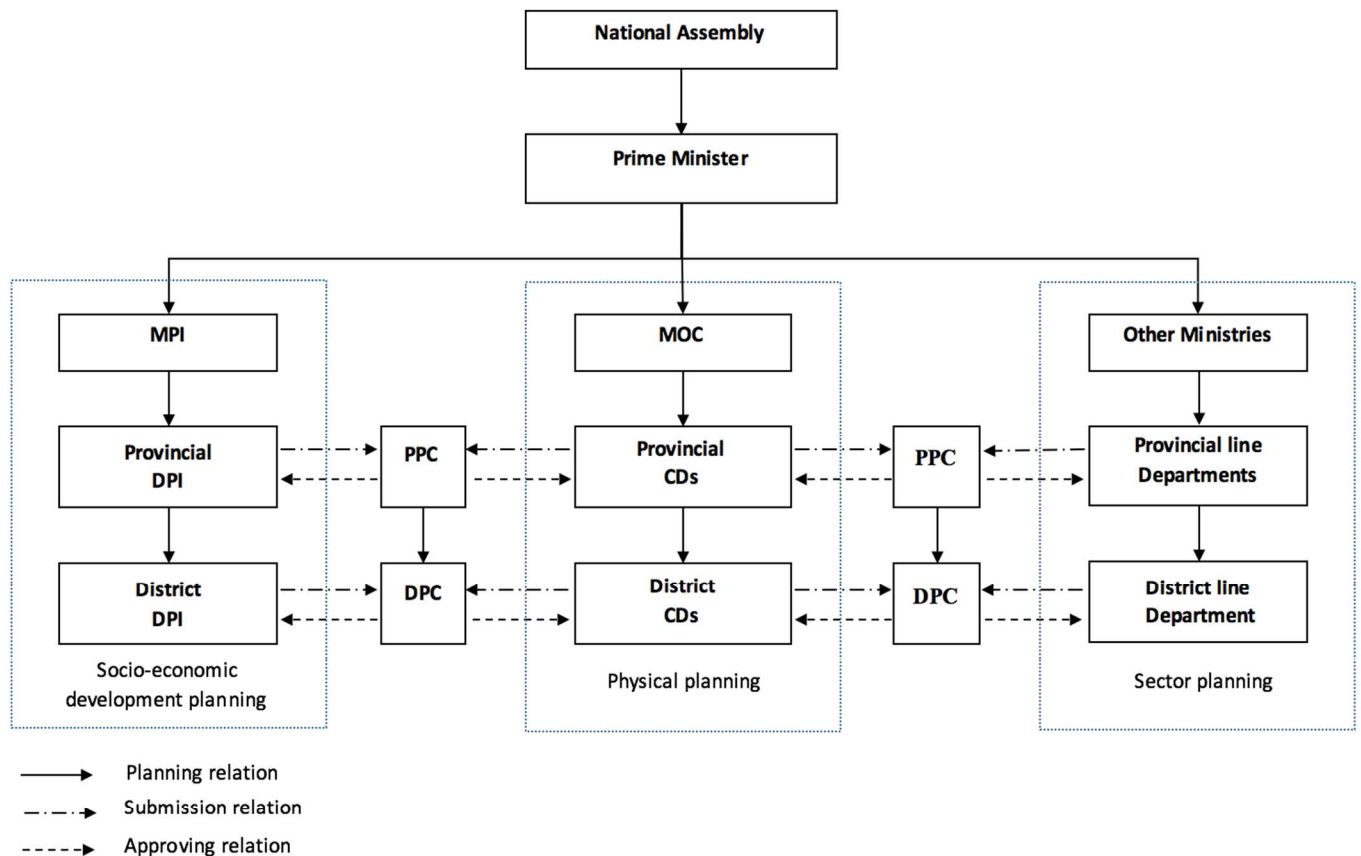 National Assembly
Prime Minister
MPI
MOC
Other Ministries
Provincial
DPI
PPC
Provincial
CDs
PPC
Provincial line
Departments
District
DPI
DPC
District
CDs
DPC
District line
Department
Socio-economic
development planning
Physical planning
Sector planning
Planning relation
Submission relation
Approving relation